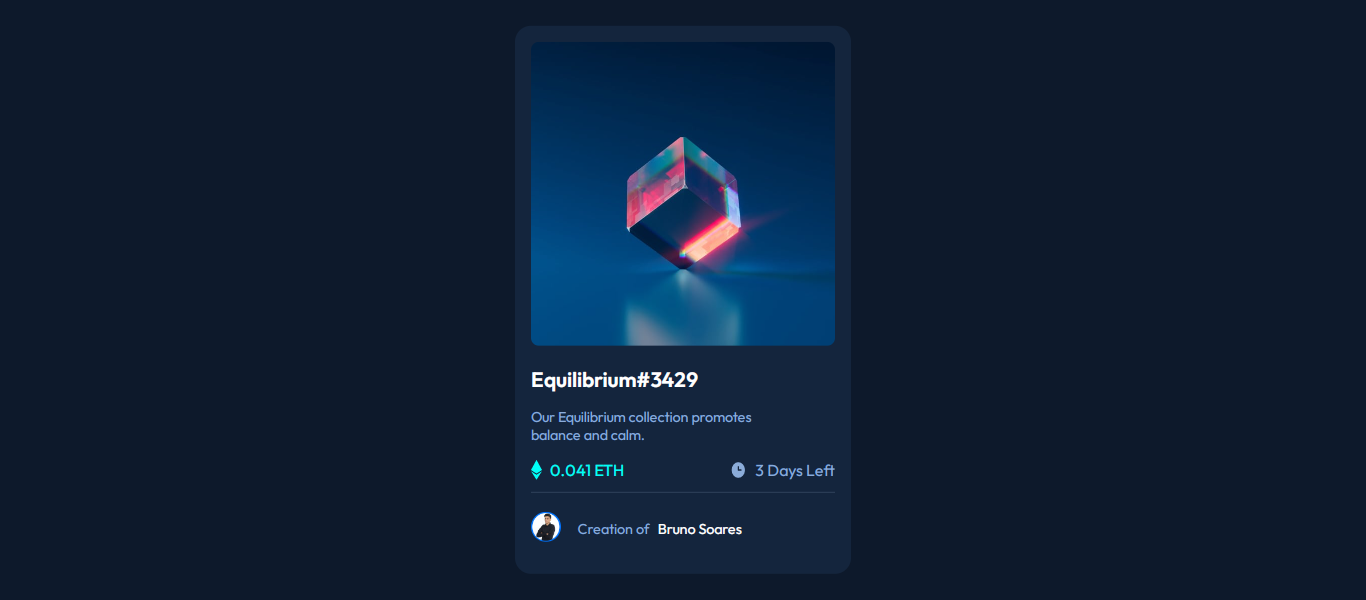 Equilibrium#3429
Our Equilibrium collection promotes
balance and calm.
0.041 ETH 3 Days Left
Creation of Bruno Soares